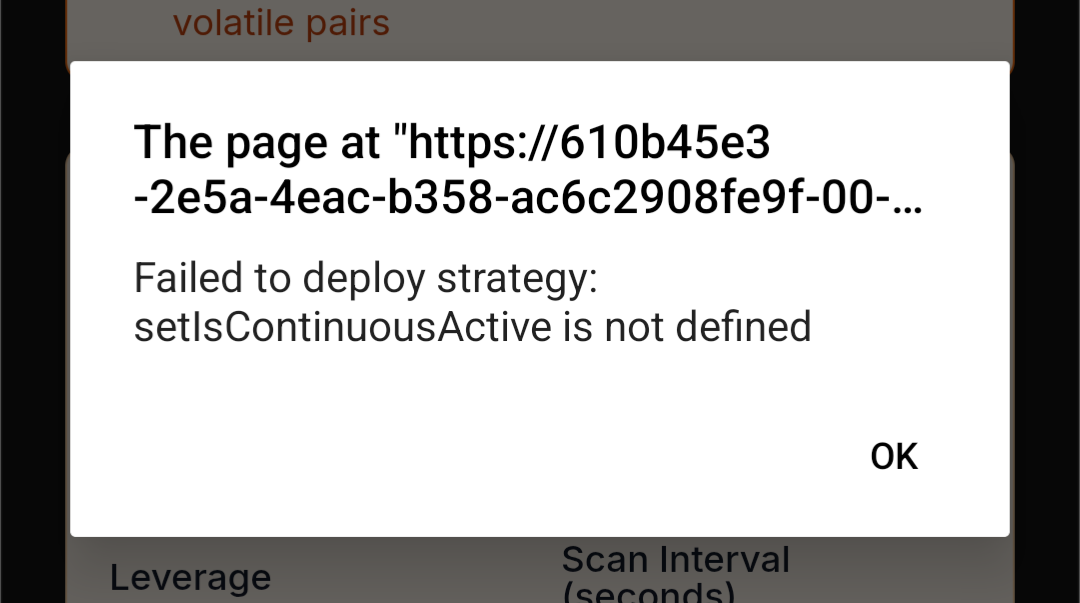 volatile pairs
The page at "https://610b45e3
-2e5a-4eac-b358-ac6c2908fe9f-00-…
Failed to deploy strategy:
setIsContinuousActive is not defined
OK
Leverage
Scan Interval
(seconds)